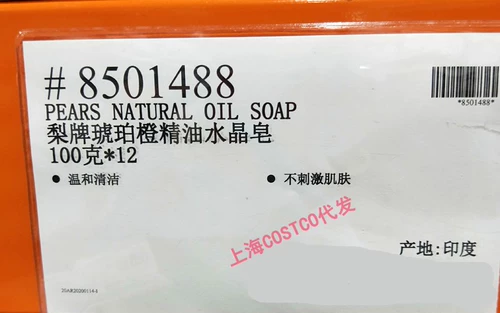 #8501488
*8501488*
PEARS NATURAL OIL SOAP
梨牌琥珀橙精油水晶皂
100克*12
● 温和清洁
● 不刺激肌肤
上海COSTCO代发
产地:印度